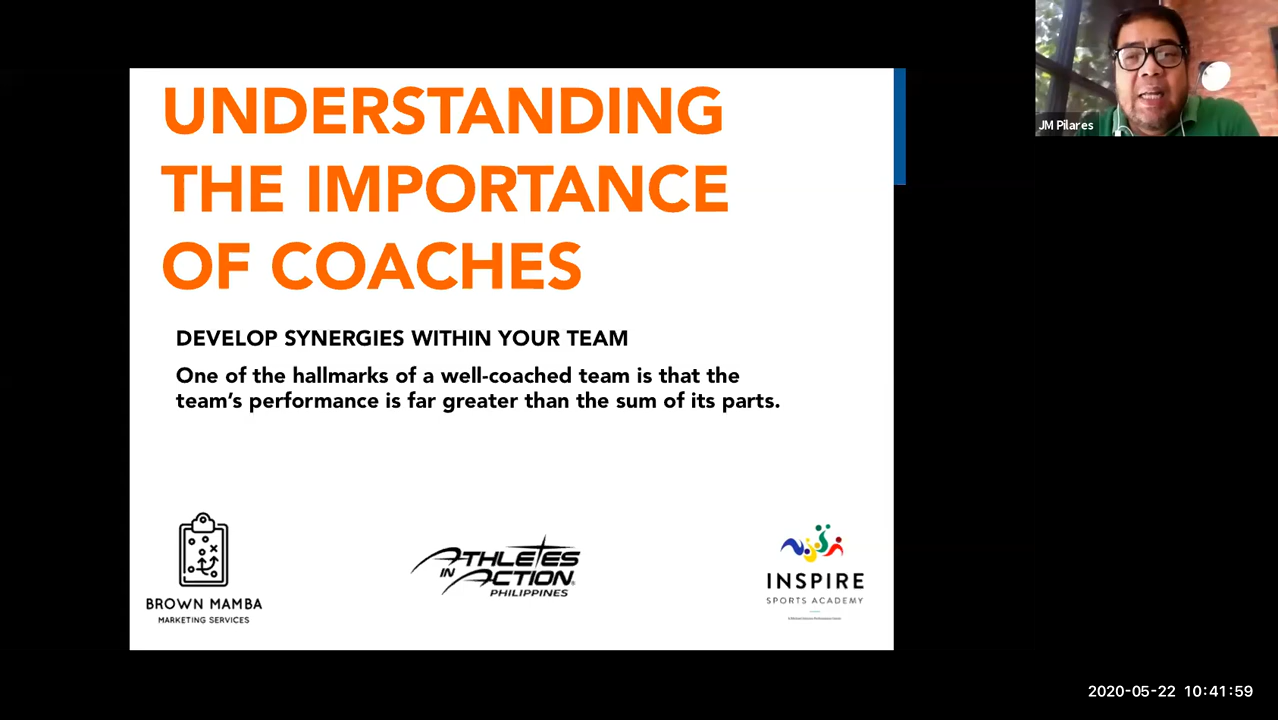 UNDERSTANDING
THE IMPORTANCE
OF COACHES
DEVELOP SYNERGIES WITHIN YOUR TEAM
One of the hallmarks of a well-coached team is that the
team's performance is far greater than the sum of its parts.
BROWN MAMBA
MARKETING SERVICES
ATHLETES
IN ACTION
PHILIPPINES
INSPIRE
SPORTS ACADEMY
JM Pilares
2020-05-22 10:41:59